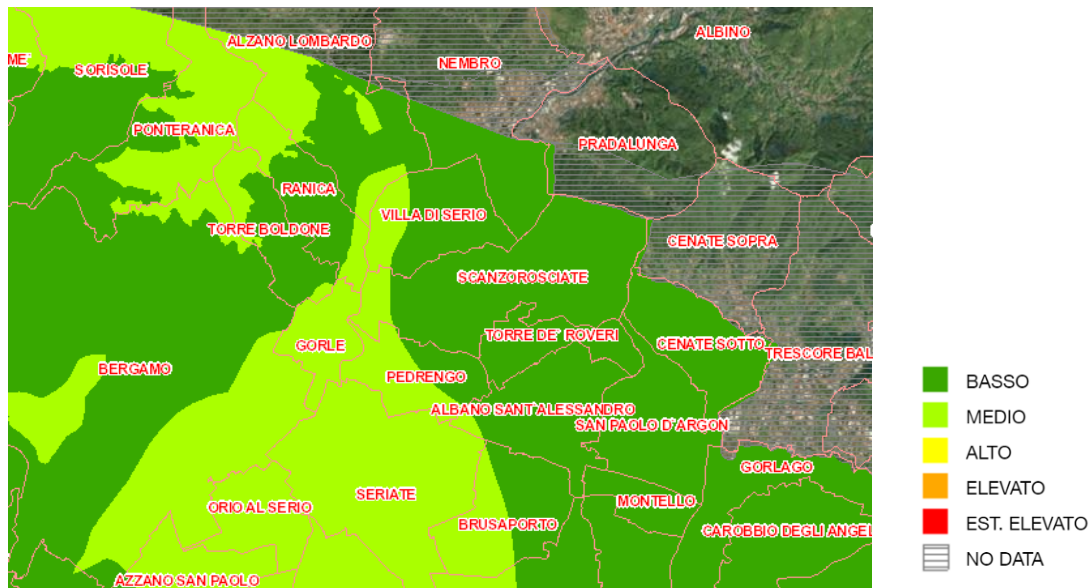 ALZANO LOMBARDO
ALBINO
ME`
SORISOLE
NEMBRO
PONTERANICA
PRADALUNGA
RANICA
VILLA DI SERIO
TORRE BOLDONE
CENATE SOPRA
SCANZOROSCIATE
TORRE DE` ROVERI
GORLE
CENATE SOTTO
TRESCORE BAL
BERGAMO
PEDRENGO
ALBANO SANT`ALESSANDRO
SAN PAOLO D`ARGON
GORLAGO
SERIATE
ORIO AL SERIO
MONTELLO
BRUSAPORTO
CAROBBIO DEGLI ANGEL
AZZANO SAN PAOLO
BASSO
MEDIO
ALTO
ELEVATO
EST. ELEVATO
NO DATA